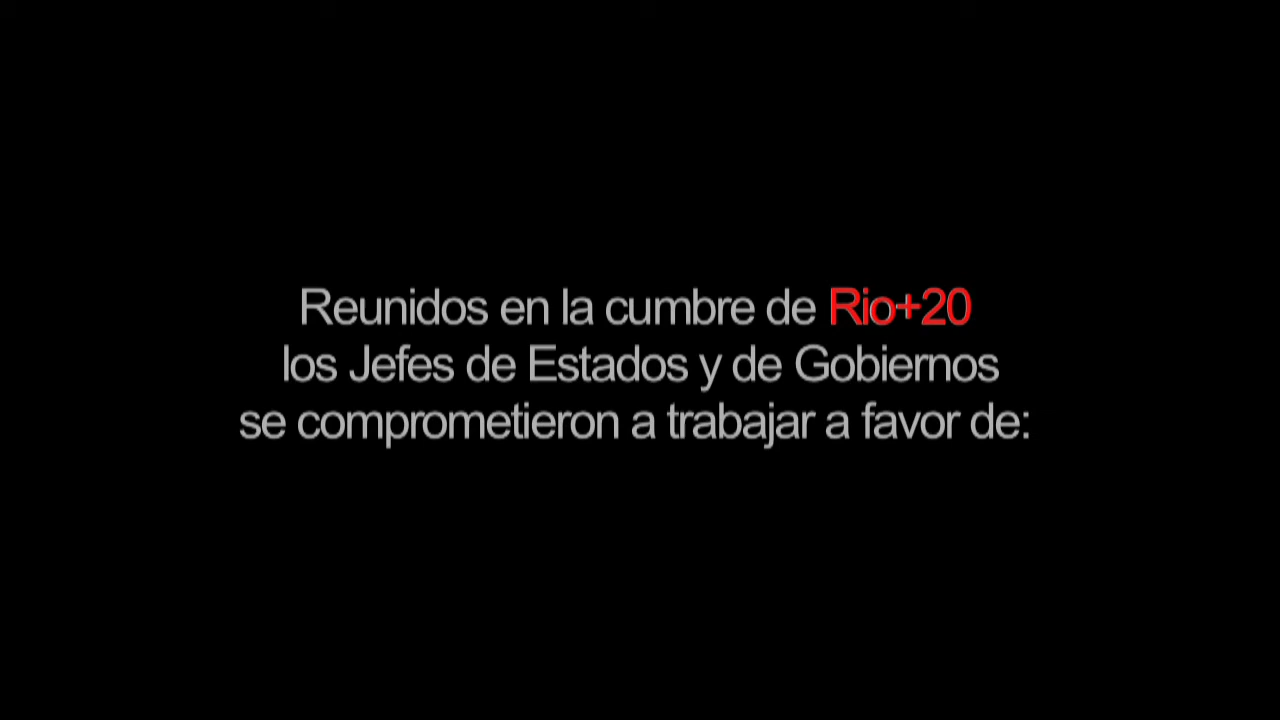 Reunidos en la cumbre de Rio+20
los Jefes de Estados y de Gobiernos
se comprometieron a trabajar a favor de: